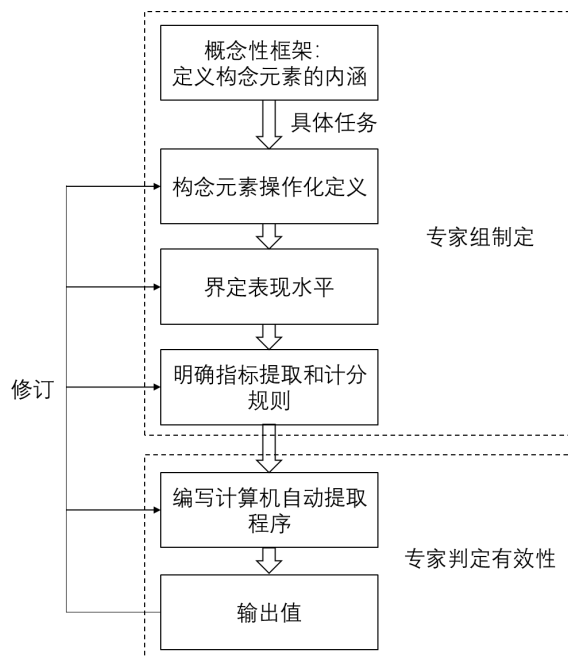 概念性框架:
定义构念元素的内涵
具体任务
构念元素操作化定义
专家组制定
界定表现水平
明确指标提取和计分
规则
修订
编写计算机自动提取
程序
专家判定有效性
输出值